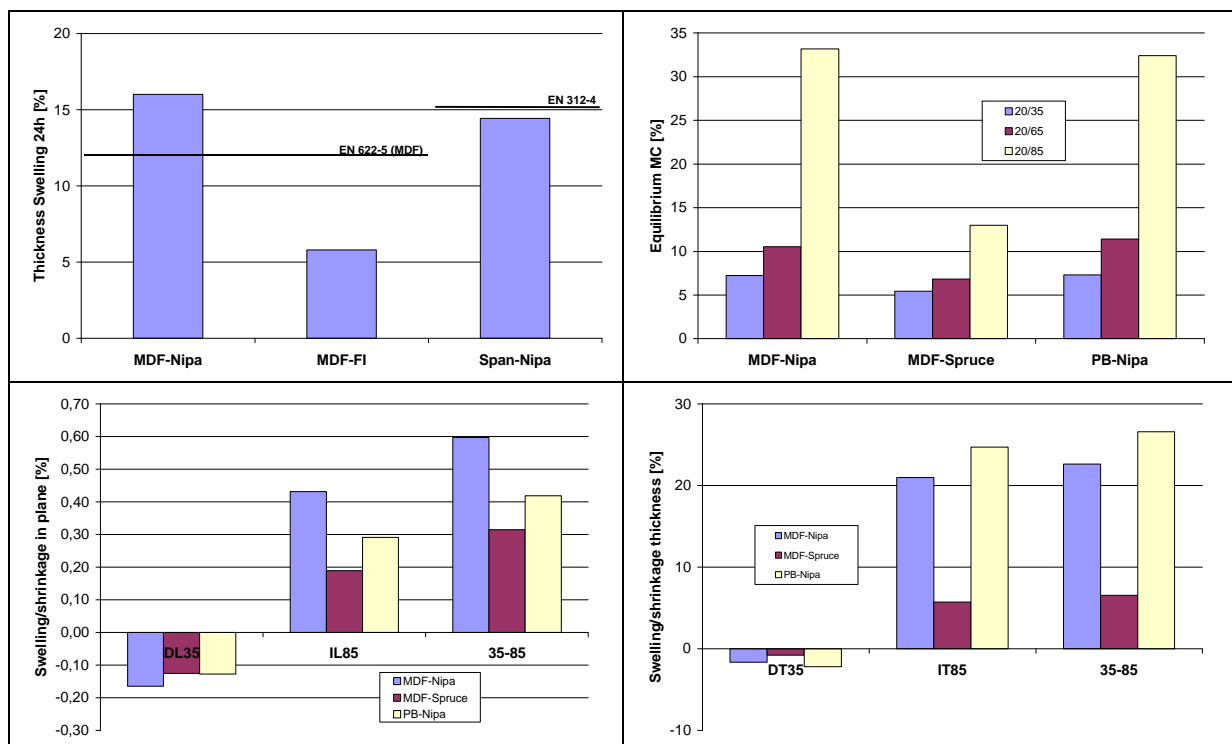 Thickness Swelling 24h [%]
20
15
10
5
0
EN 312-4
EN 622-5 (MDF)
MDF-Nipa
MDF-FI
Span-Nipa
Equilibrium MC [%]
35
30
25
20
15
10
5
0
20/35
20/65
20/85
MDF-Nipa
MDF-Spruce
PB-Nipa
Swelling/shrinkage in plane [%]
0,70
0,60
0,50
0,40
0,30
0,20
0,10
0,00
-0,10
-0,20
-0,30
DL35
IL85
35-85
MDF-Nipa
MDF-Spruce
PB-Nipa
Swelling/shrinkage thickness [%]
30
20
10
0
-10
MDF-Nipa
MDF-Spruce
PB-Nipa
DT35
IT85
35-85